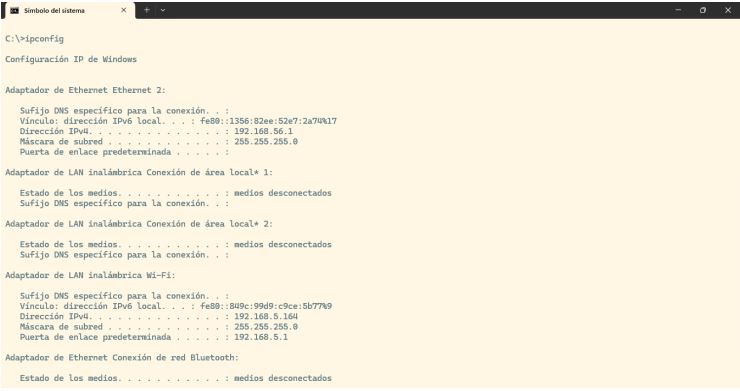 Símbolo del sistema
C:\>ipconfig
Configuración IP de Windows
Adaptador de Ethernet Ethernet 2:
Sufijo DNS específico para la conexión. . :
Vínculo: dirección IPv6 local. . . : fe80::1356:82ee:52e7:2a74%17
Dirección IPv4. . . . . . . . . . . . . . : 192.168.56.1
Máscara de subred . . . . . . . . . . . . : 255.255.255.0
Puerta de enlace predeterminada . . . . . :
Adaptador de LAN inalámbrica Conexión de área local* 1:
Estado de los medios. . . . . . . . . . . : medios desconectados
Sufijo DNS específico para la conexión. . :
Adaptador de LAN inalámbrica Conexión de área local* 2:
Estado de los medios. . . . . . . . . . . : medios desconectados
Sufijo DNS específico para la conexión. . :
Adaptador de LAN inalámbrica Wi-Fi:
Sufijo DNS específico para la conexión. . :
Vínculo: dirección IPv6 local. . . : fe80::849c:99d9:c9ce:5b77%9
Dirección IPv4. . . . . . . . . . . . . . : 192.168.5.164
Máscara de subred . . . . . . . . . . . . : 255.255.255.0
Puerta de enlace predeterminada . . . . . : 192.168.5.1
Adaptador de Ethernet Conexión de red Bluetooth:
Estado de los medios. . . . . . . . . . . : medios desconectados